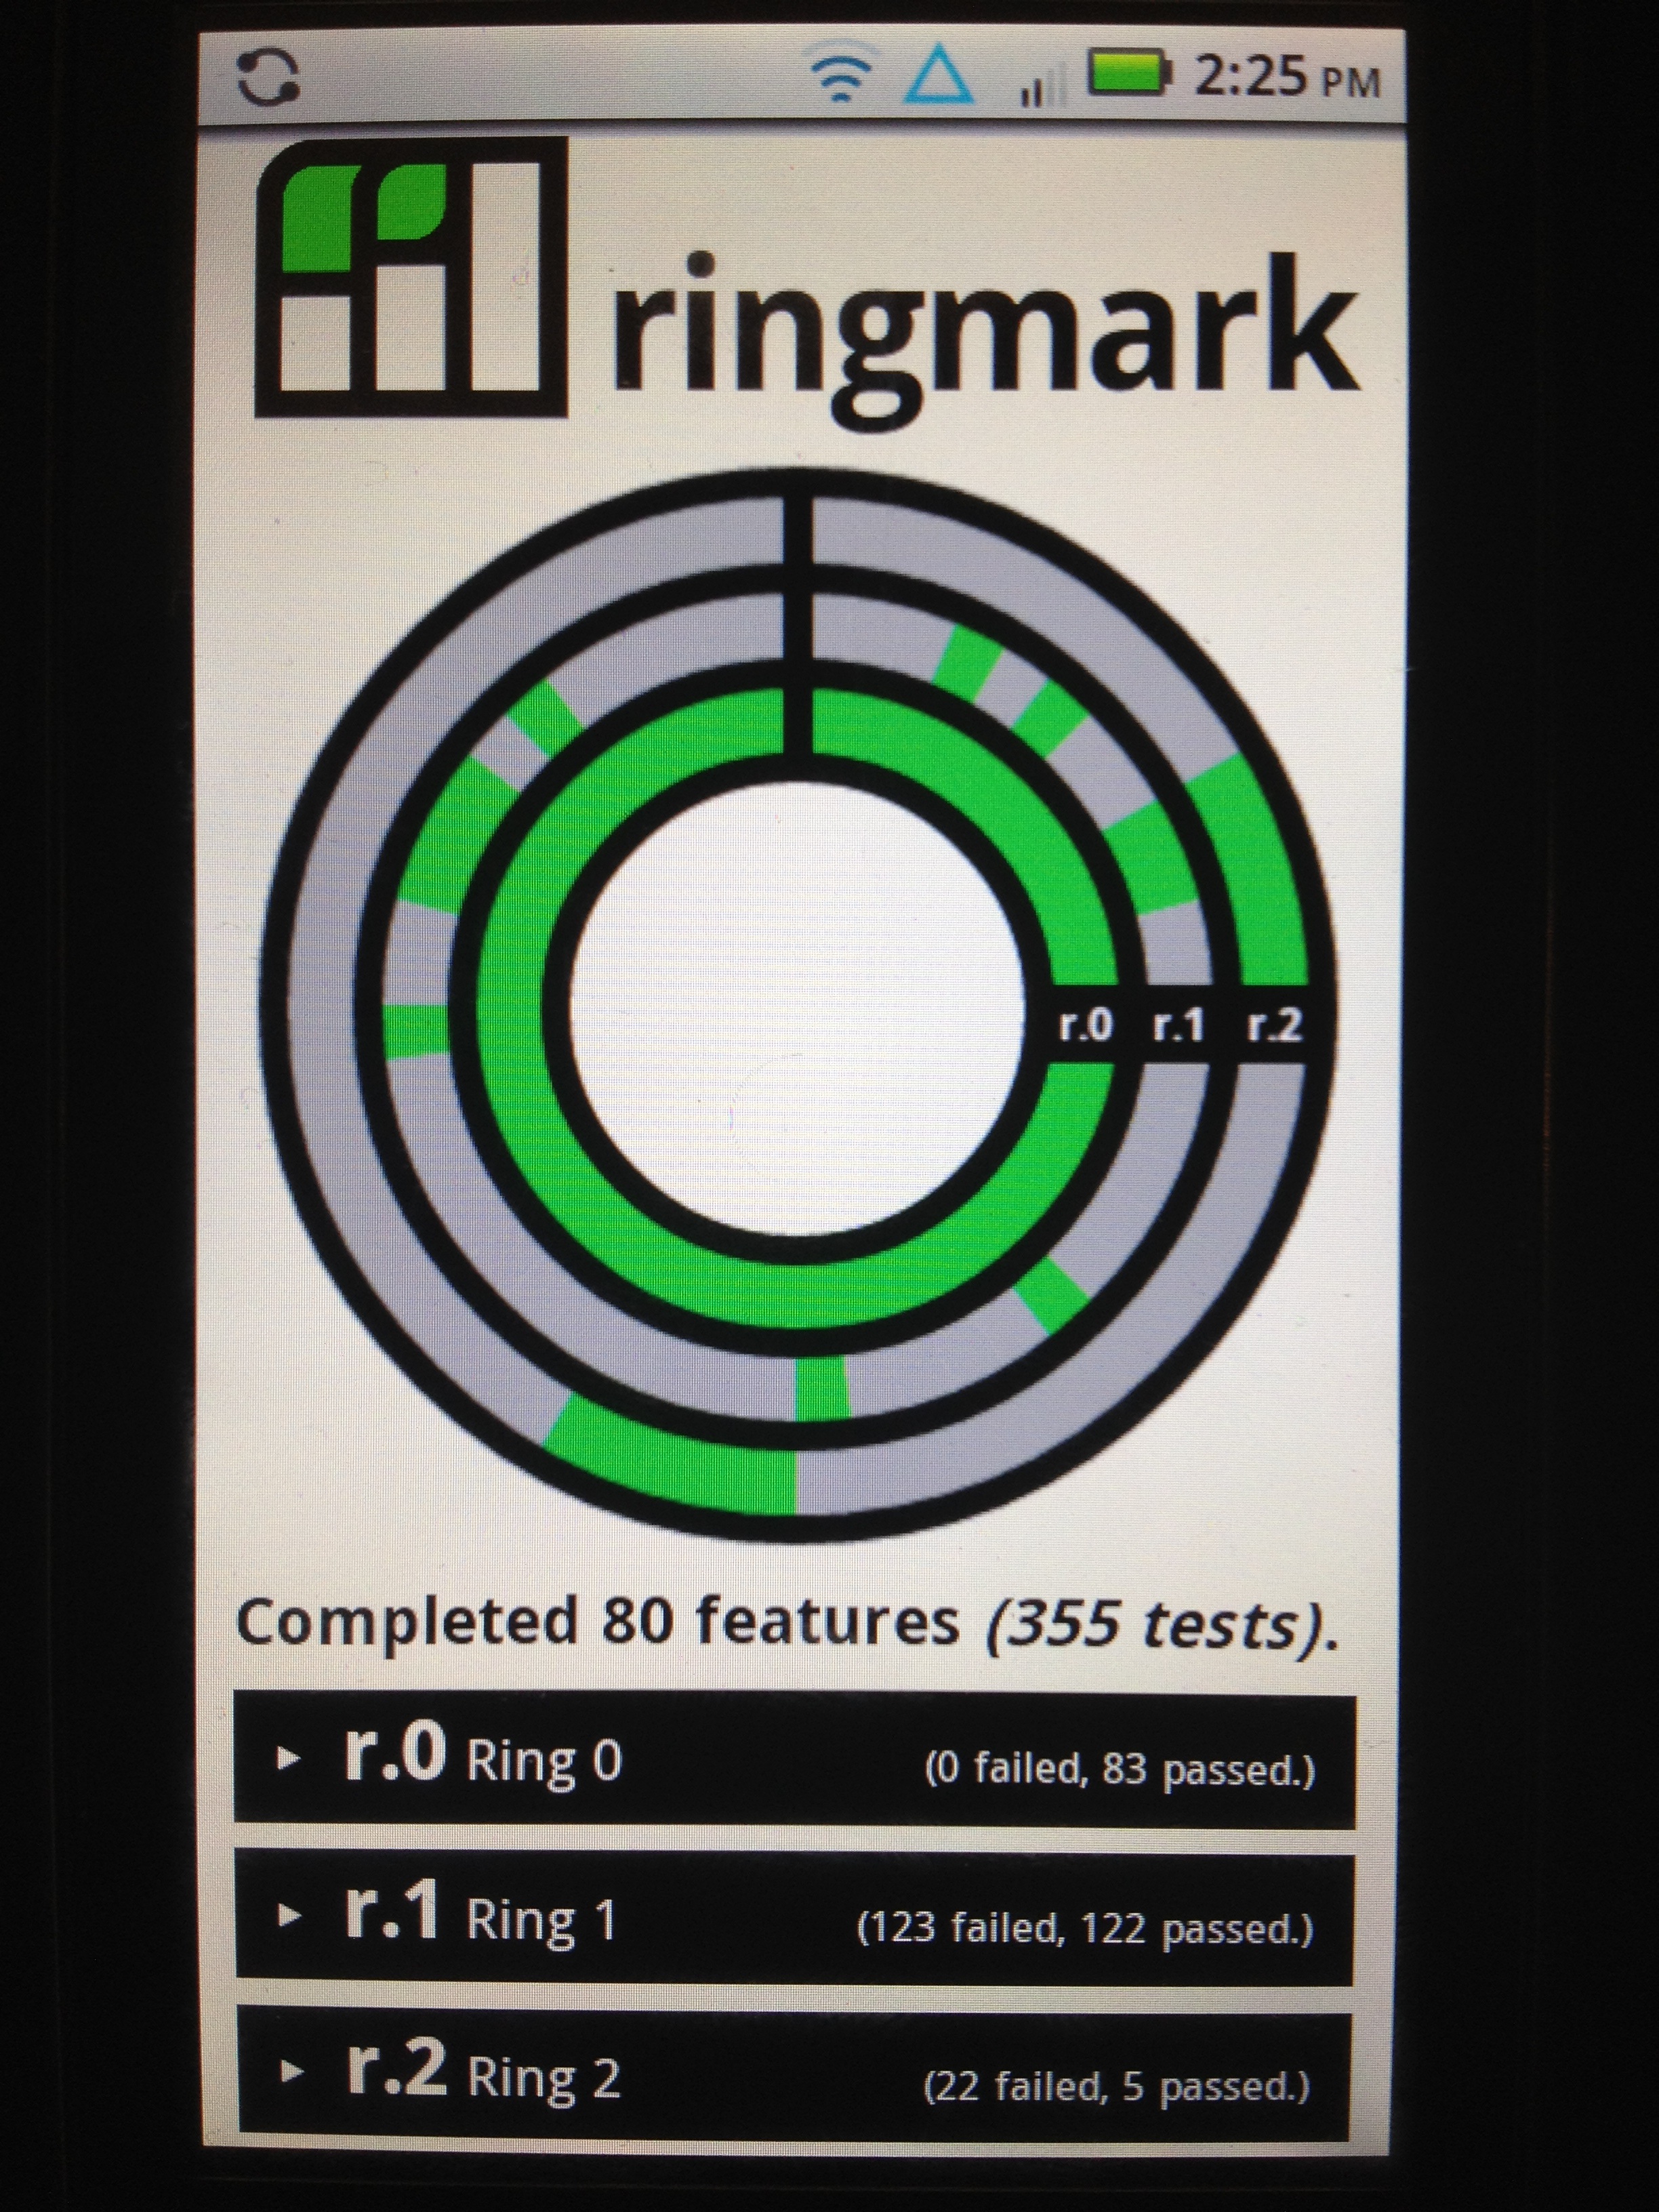 2:25 PM
ringmark
r.0 r.1 r.2
Completed 80 features (355 tests).
r.0 Ring 0 (0 failed, 83 passed.)
r.1 Ring 1 (123 failed, 122 passed.)
r.2 Ring 2 (22 failed, 5 passed.)